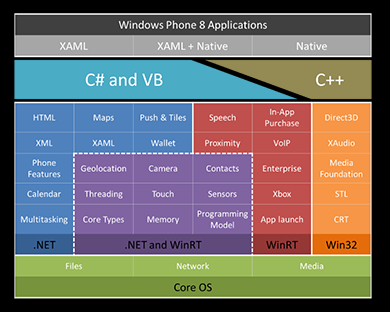 Windows Phone 8 Applications
XAML XAML + Native Native
C# and VB C++
HTML Maps Push & Tiles Speech In-App Purchase Direct3D
XML XAML Wallet Proximity VoIP XAudio
Phone Features Geolocation Camera Contacts Enterprise Media Foundation
Calendar Threading Touch Sensors Xbox STL
Multitasking Core Types Memory Programming Model App launch CRT
.NET .NET and WinRT WinRT Win32
Files Network Media
Core OS